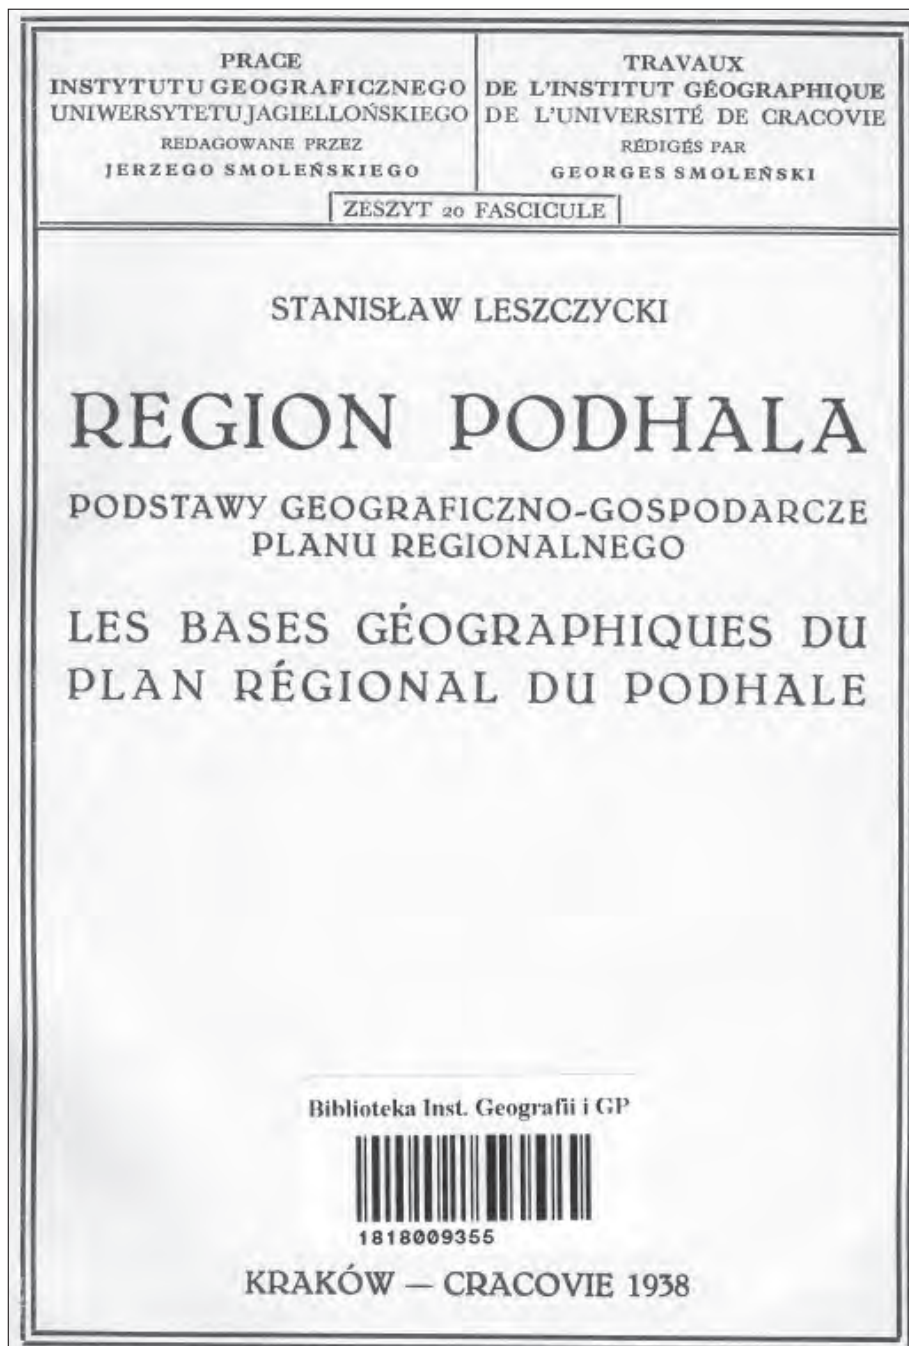 PRACE
INSTYTUTU GEOGRAFICZNEGO
UNIWERSYTETU JAGIELLOŃSKIEGO
REDAGOWANE PRZEZ
JERZEGO SMOLEŃSKIEGO
TRAVAUX
DE L'INSTITUT GÉOGRAPHIQUE
DE L'UNIVERSITÉ DE CRACOVIE
RÉDIGÉS PAR
GEORGES SMOLEŃSKI
ZESZYT 20 FASCICULE
STANISŁAW LESZCZYCKI
REGION PODHALA
PODSTAWY GEOGRAFICZNO-GOSPODARCZE
PLANU REGIONALNEGO
LES BASES GÉOGRAPHIQUES DU
PLAN RÉGIONAL DU PODHALE
Biblioteka Inst. Geografii i GP
1818009355
KRAKÓW — CRACOVIE 1938